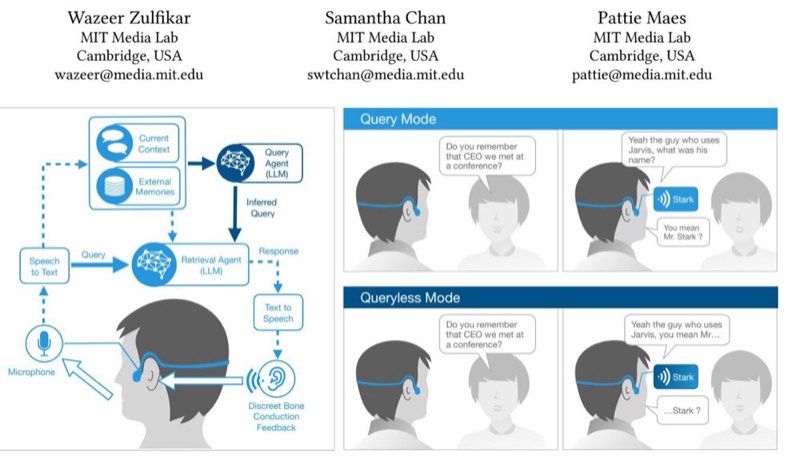 Wazeer Zulfikar
MIT Media Lab
Cambridge, USA
wazeer@media.mit.edu
Samantha Chan
MIT Media Lab
Cambridge, USA
swtchan@media.mit.edu
Pattie Maes
MIT Media Lab
Cambridge, USA
pattie@media.mit.edu
Current
Context
External
Memories
Query
Agent
(LLM)
Inferred
Query
Speech
to Text
Query
Retrieval Agent
(LLM)
Response
Text to
Speech
Microphone
Discreet Bone
Conduction
Feedback
Query Mode
Do you remember
that CEO we met at
a conference?
Yeah the guy who uses
Jarvis, what was his
name?
Stark
You mean
Mr. Stark ?
Queryless Mode
Do you remember
that CEO we met at
a conference?
Yeah the guy who uses
Jarvis, you mean Mr...
Stark
...Stark ?